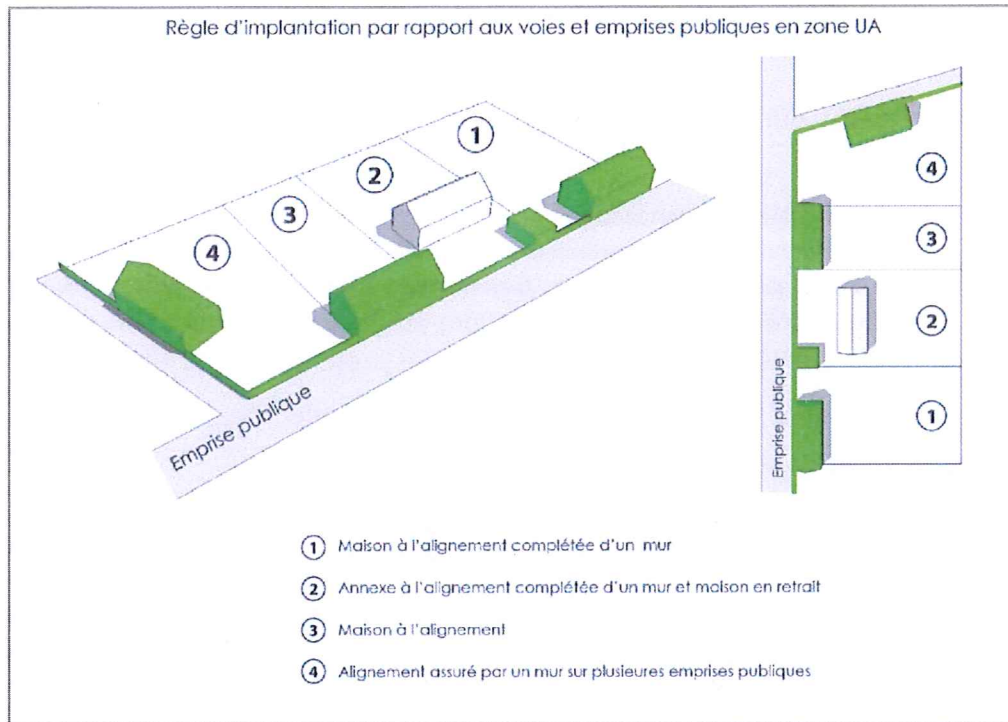 Règle d'implantation par rapport aux voies et emprises publiques en zone UA
1
2
3
4
Emprise publique
4
3
2
1
Emprise publique
1 Maison à l'alignement complétée d'un mur
2 Annexe à l'alignement complétée d'un mur et maison en retrait
3 Maison à l'alignement
4 Alignement assuré par un mur sur plusieures emprises publiques